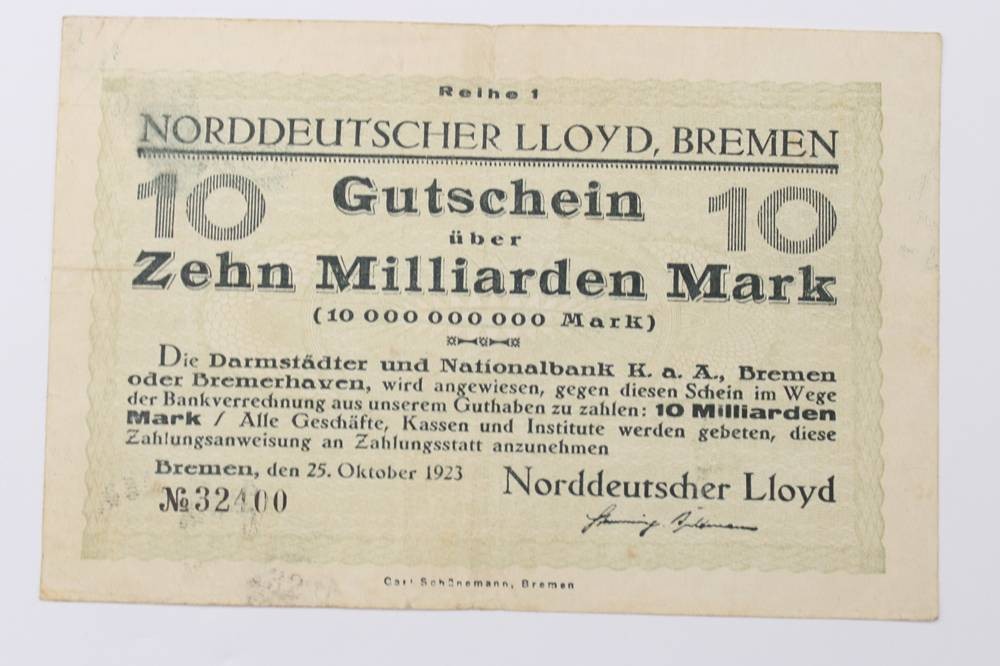 Reihe 1
NORDDEUTSCHER LLOYD, BREMEN
10 Gutschein 10
über
Zehn Milliarden Mark
(10 000 000 000 Mark)
Die Darmstädter und Nationalbank K. a. A., Bremen
oder Bremerhaven, wird angewiesen, gegen diesen Schein im Wege
der Bankverrechnung aus unserem Guthaben zu zahlen: 10 Milliarden
Mark / Alle Geschäfte, Kassen und Institute werden gebeten, diese
Zahlungsanweisung an Zahlungsstatt anzunehmen
Bremen, den 25. Oktober 1923
Norddeutscher Lloyd
№ 32400
Carl Schünemann, Bremen